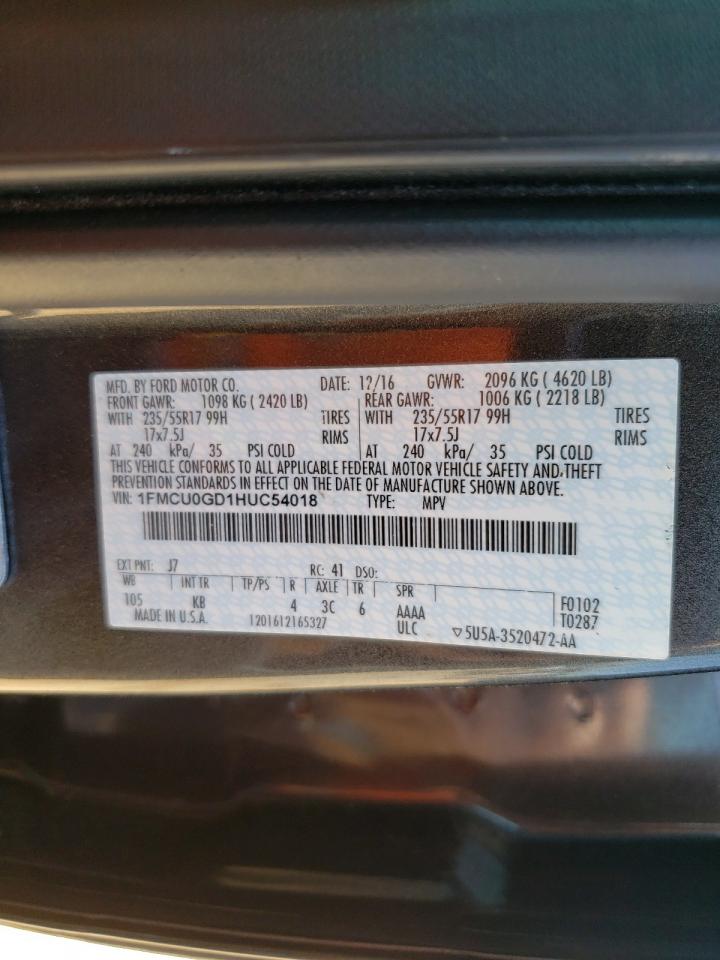 MFD. BY FORD MOTOR CO. DATE: 12/16 GVWR: 2096 KG ( 4620 LB)
FRONT GAWR: 1098 KG ( 2420 LB) REAR GAWR: 1006 KG ( 2218 LB)
WITH 235/55R17 99H TIRES WITH 235/55R17 99H TIRES
17x7.5J RIMS 17x7.5J RIMS
AT 240 kPa/ 35 PSI COLD AT 240 kPa/ 35 PSI COLD
THIS VEHICLE CONFORMS TO ALL APPLICABLE FEDERAL MOTOR VEHICLE SAFETY AND THEFT
PREVENTION STANDARDS IN EFFECT ON THE DATE OF MANUFACTURE SHOWN ABOVE.
VIN: 1FMCU0GD1HUC54018 TYPE: MPV
EXT PNT: J7 RC: 41 DSO:
WB INT TR TP/PS R AXLE TR SPR
105 KB 4 3C 6 AAAA F0102
MADE IN U.S.A. 1201612165327 ULC ▽5U5A-3520472-AA T0287